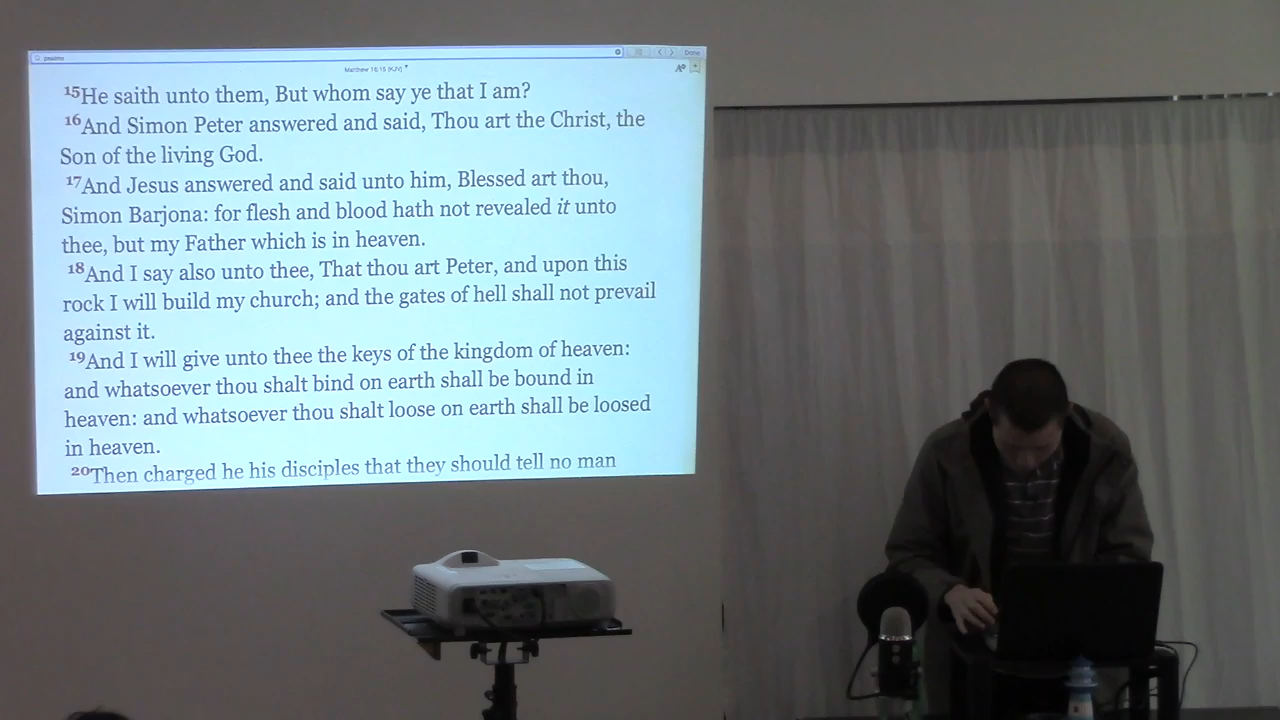 psalms
Done
Matthew 16:15 (KJV)
15He saith unto them, But whom say ye that I am?
16And Simon Peter answered and said, Thou art the Christ, the
Son of the living God.
17And Jesus answered and said unto him, Blessed art thou,
Simon Barjona: for flesh and blood hath not revealed it unto
thee, but my Father which is in heaven.
18And I say also unto thee, That thou art Peter, and upon this
rock I will build my church; and the gates of hell shall not prevail
against it.
19And I will give unto thee the keys of the kingdom of heaven:
and whatsoever thou shalt bind on earth shall be bound in
heaven: and whatsoever thou shalt loose on earth shall be loosed
in heaven.
20Then charged he his disciples that they should tell no man